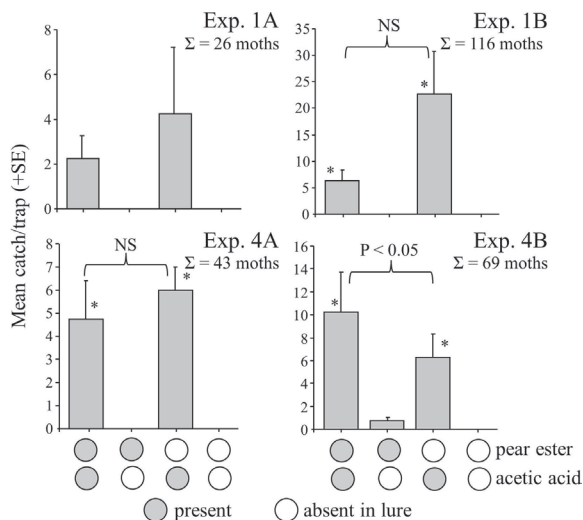 Exp. 1A
Σ = 26 moths
8
6
4
2
0
Exp. 1B
Σ = 116 moths
NS
35
30
25
20
15
10
5
0
*
*
Mean catch/trap (+SE)
Exp. 4A
Σ = 43 moths
NS
8
7
6
5
4
3
2
1
0
*
*
Exp. 4B
Σ = 69 moths
P < 0.05
16
14
12
10
8
6
4
2
0
*
*
pear ester
acetic acid
present
absent in lure